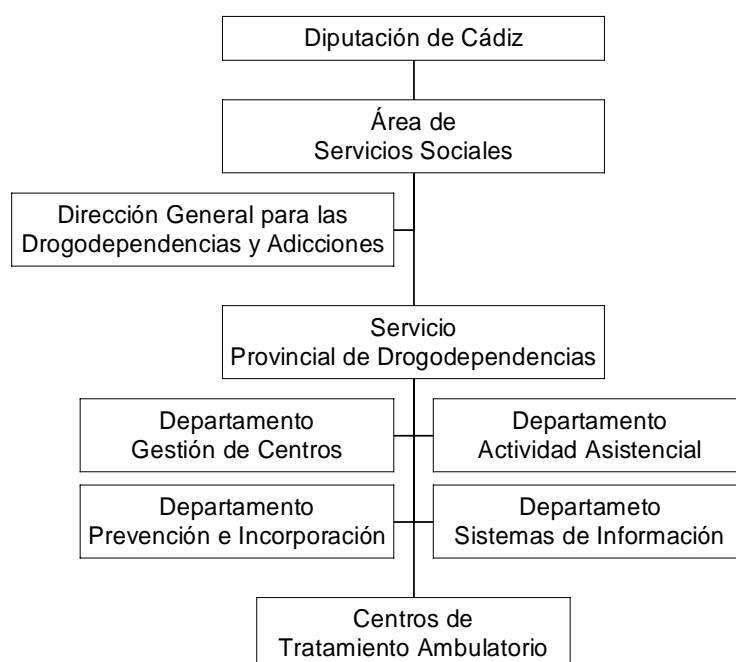 Diputación de Cádiz
Área de
Servicios Sociales
Dirección General para las
Drogodependencias y Adicciones
Servicio
Provincial de Drogodependencias
Departamento
Gestión de Centros
Departamento
Actividad Asistencial
Departamento
Prevención e Incorporación
Departameto
Sistemas de Información
Centros de
Tratamiento Ambulatorio